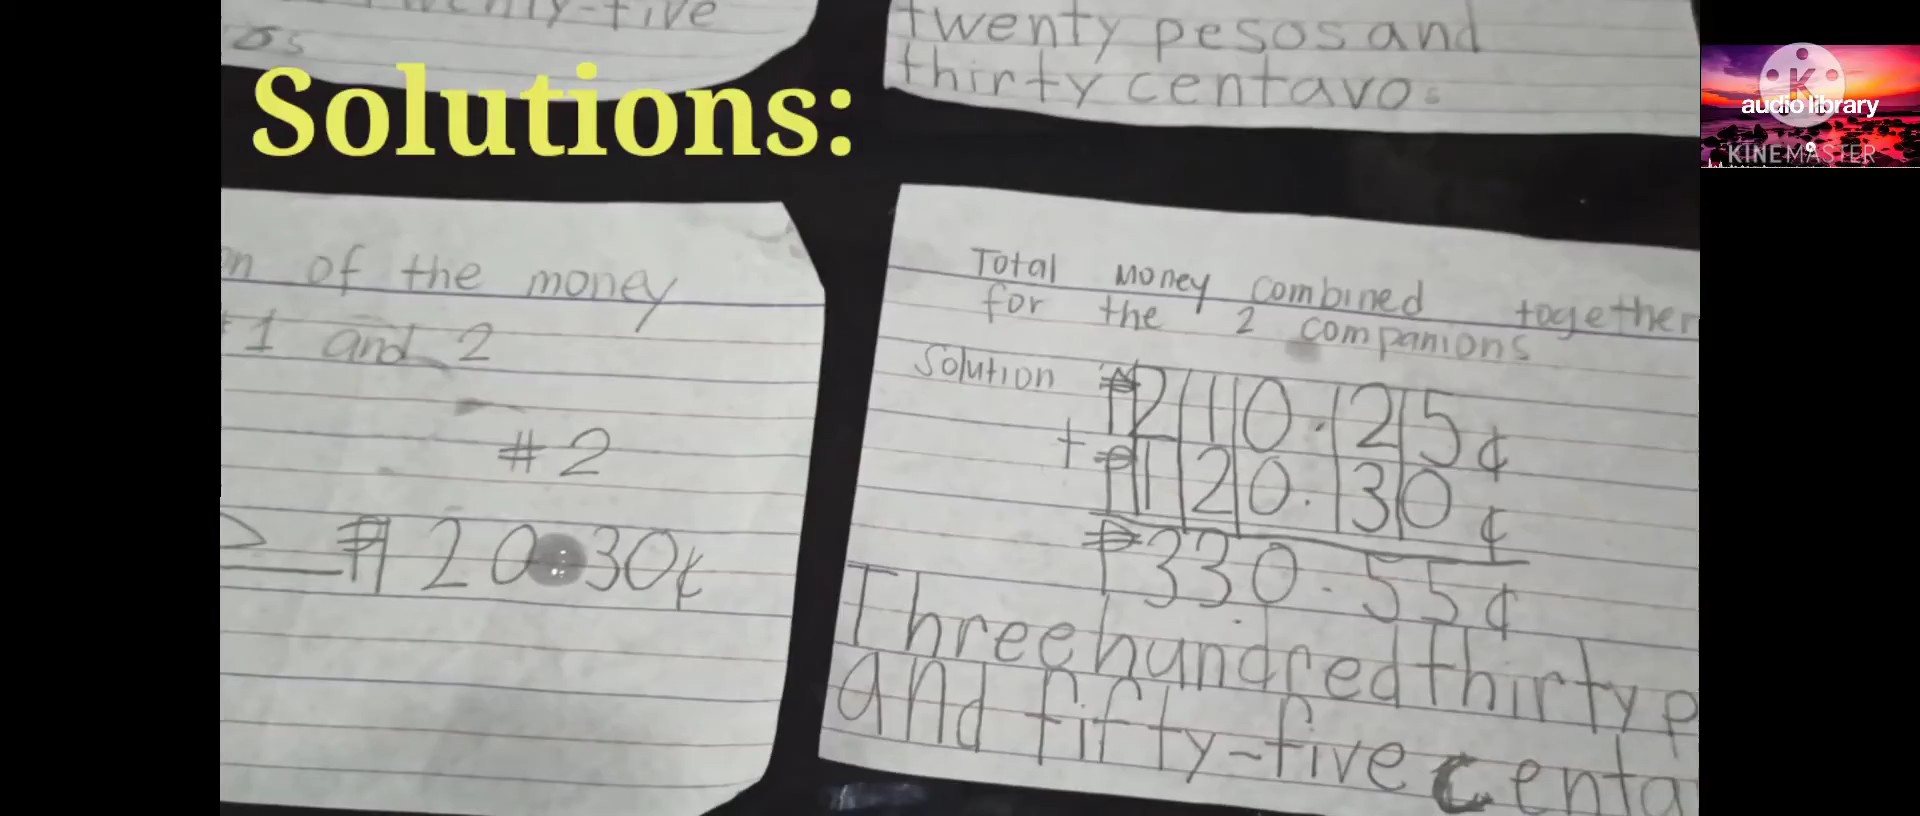 twenty pesos and
thirty centavos
Solutions:
audio library
KINEMASTER
of the money
1 and 2
#2
₱120.30¢
Total money combined together
for the 2 companions
Solution ₱210.25¢
+ ₱120.30¢
₱330.55¢
Three hundred thirty p
and fifty-five centa